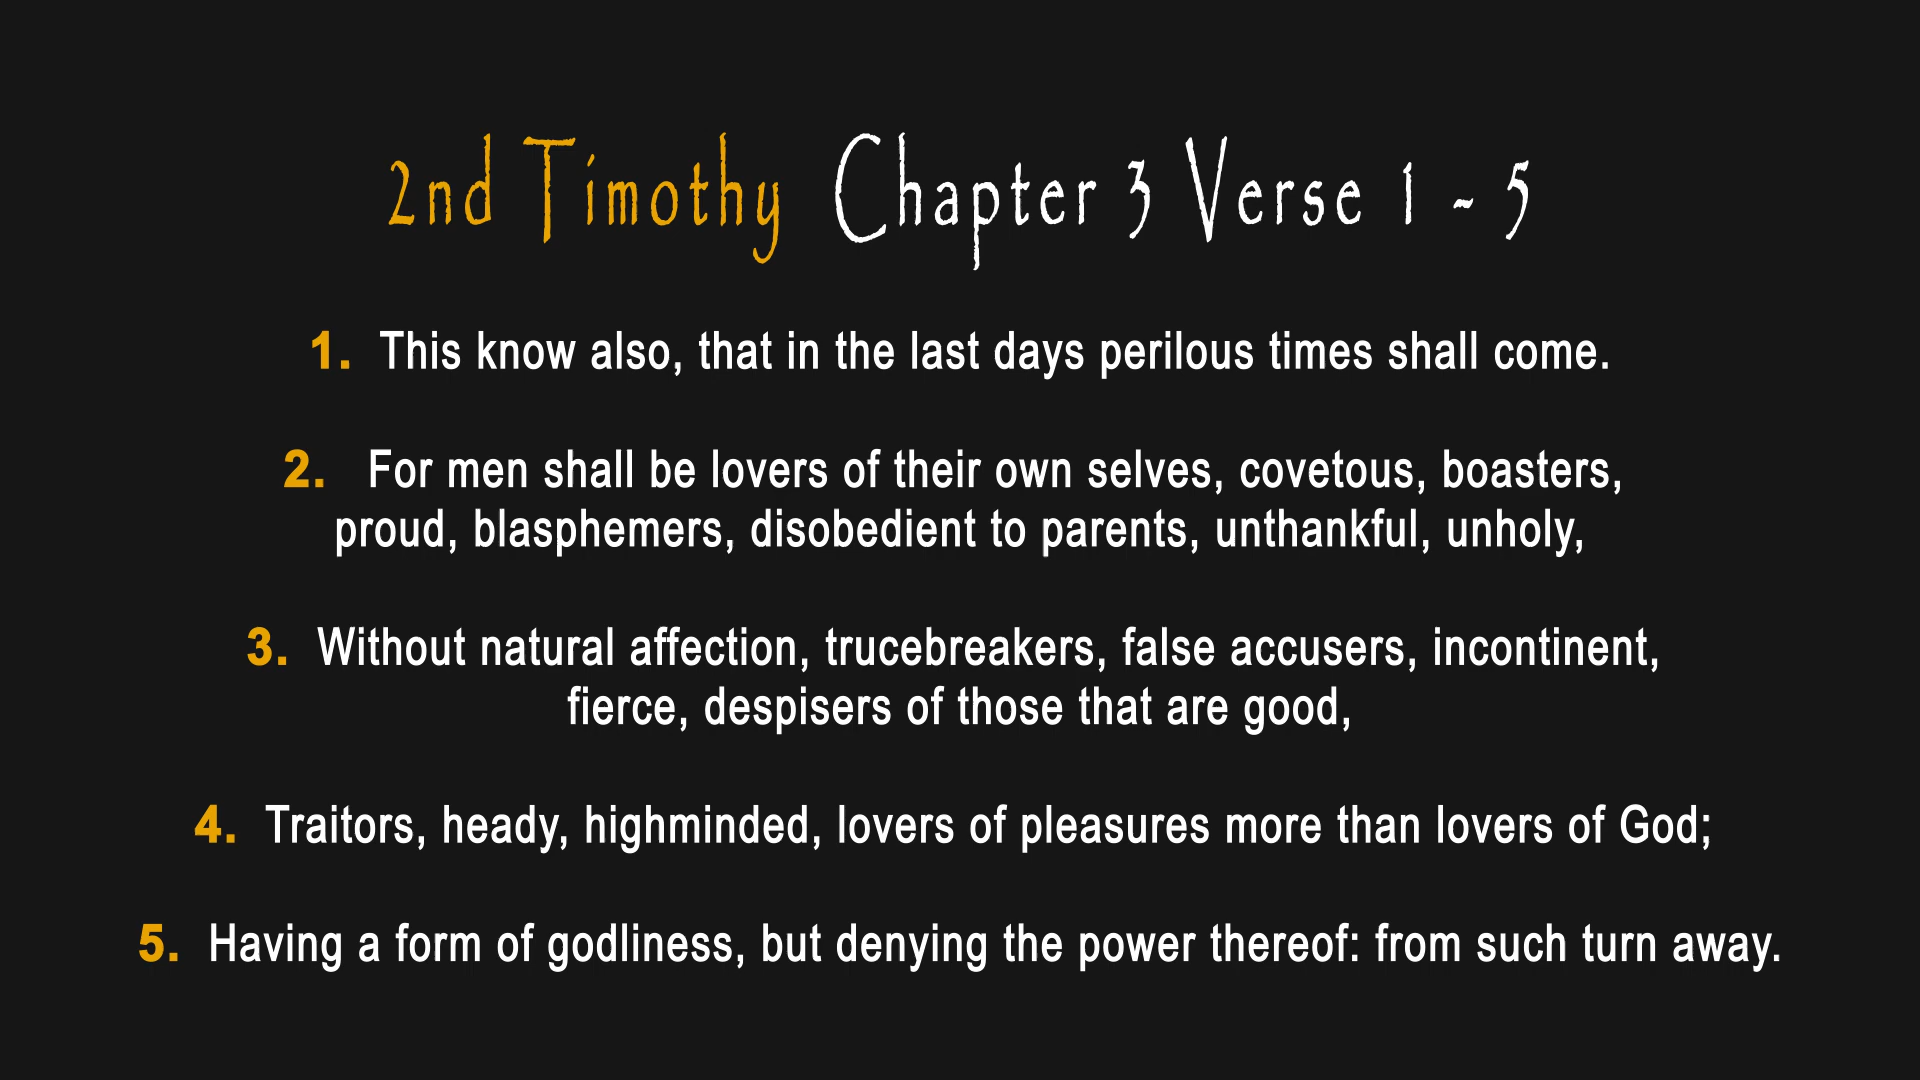 2nd Timothy Chapter 3 Verse 1 - 5
1. This know also, that in the last days perilous times shall come.
2. For men shall be lovers of their own selves, covetous, boasters,
proud, blasphemers, disobedient to parents, unthankful, unholy,
3. Without natural affection, trucebreakers, false accusers, incontinent,
fierce, despisers of those that are good,
4. Traitors, heady, highminded, lovers of pleasures more than lovers of God;
5. Having a form of godliness, but denying the power thereof: from such turn away.